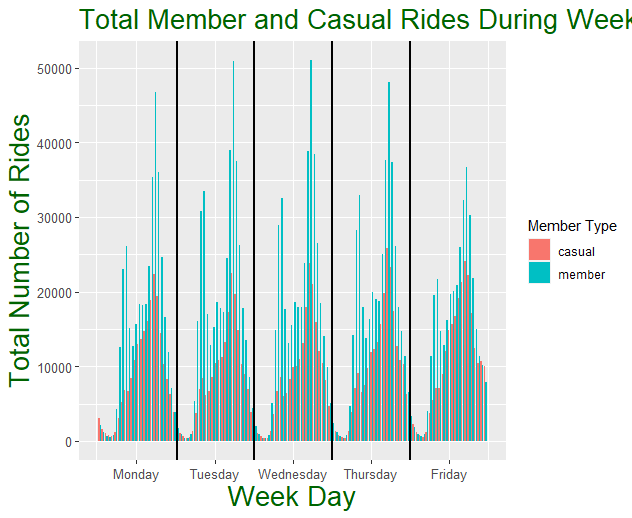 Total Member and Casual Rides During Week
50000
40000
30000
20000
10000
0
Total Number of Rides
Monday Tuesday Wednesday Thursday Friday
Week Day
Member Type
casual
member